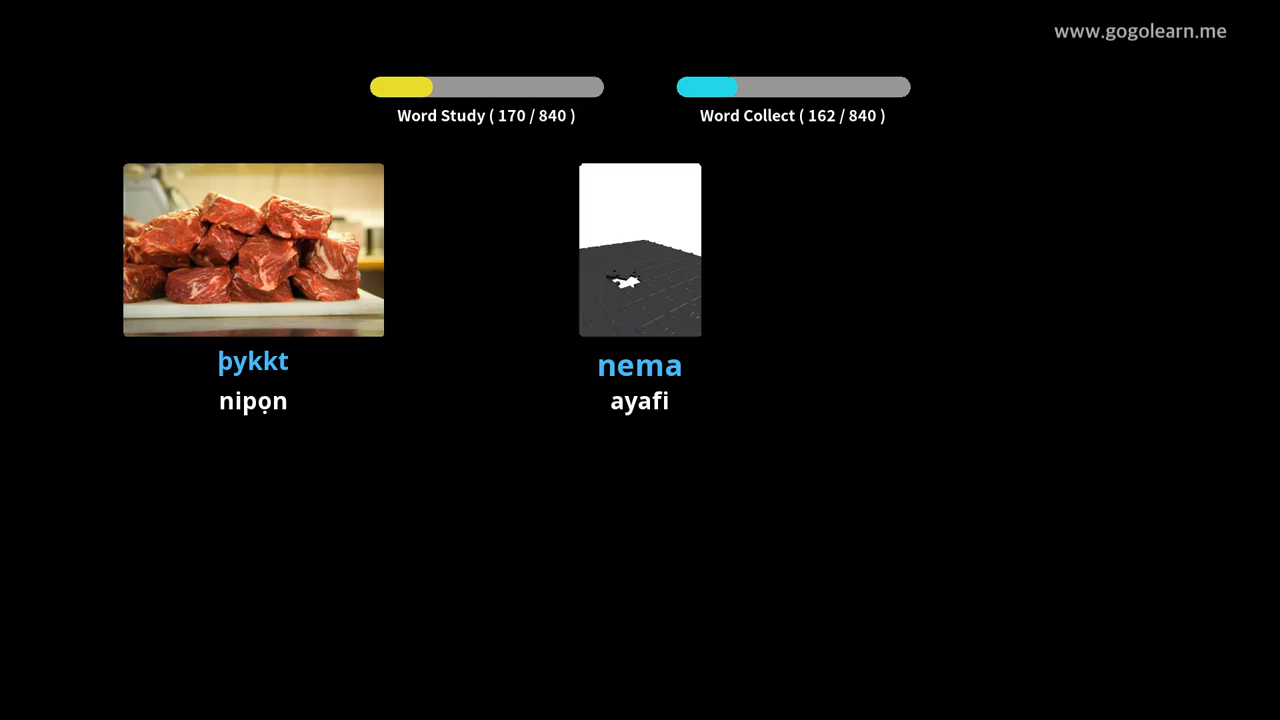 www.gogolearn.me
Word Study ( 170 / 840 )
Word Collect ( 162 / 840 )
þykkt
nipọn
nema
ayafi